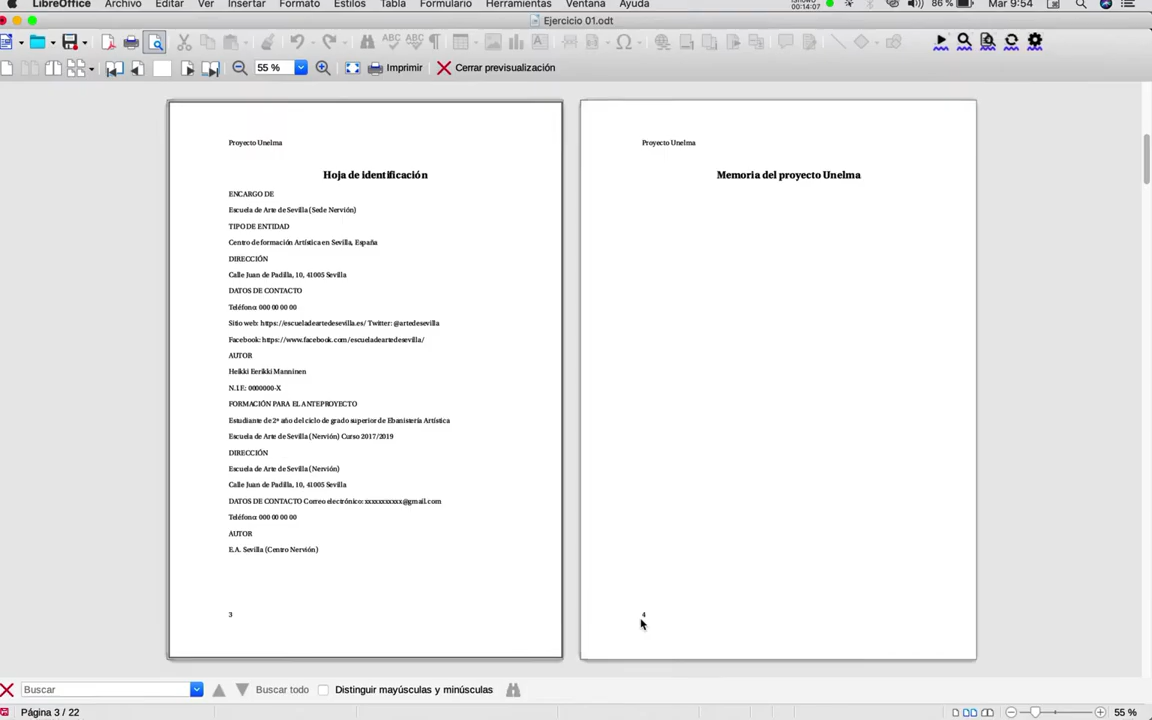 LibreOffice Archivo Editar Ver Insertar Formato Estilos Tabla Formulario Herramientas Ventana Ayuda 00:14:07 86 % Mar 9:54
Ejercicio 01.odt
55 % Imprimir Cerrar previsualización
Proyecto Unelma
Hoja de identificación
ENCARGO DE
Escuela de Arte de Sevilla (Sede Nervión)
TIPO DE ENTIDAD
Centro de formación Artística en Sevilla, España
DIRECCIÓN
Calle Juan de Padilla, 10, 41005 Sevilla
DATOS DE CONTACTO
Teléfono: 000 00 00 00
Sitio web: https://escueladeartedesevilla.es/ Twitter: @artedesevilla
Facebook: https://www.facebook.com/escueladeartedesevilla/
AUTOR
Heikki Eerikki Manninen
N.I.F.: 0000000-X
FORMACIÓN PARA EL ANTEPROYECTO
Estudiante de 2º año del ciclo de grado superior de Ebanistería Artística
Escuela de Arte de Sevilla (Nervión) Curso 2017/2019
DIRECCIÓN
Escuela de Arte de Sevilla (Nervión)
Calle Juan de Padilla, 10, 41005 Sevilla
DATOS DE CONTACTO Correo electrónico: xxxxxxxxxx@gmail.com
Teléfono: 000 00 00 00
AUTOR
E.A. Sevilla (Centro Nervión)
3
Proyecto Unelma
Memoria del proyecto Unelma
4
Buscar Buscar todo Distinguir mayúsculas y minúsculas
Página 3 / 22 55 %